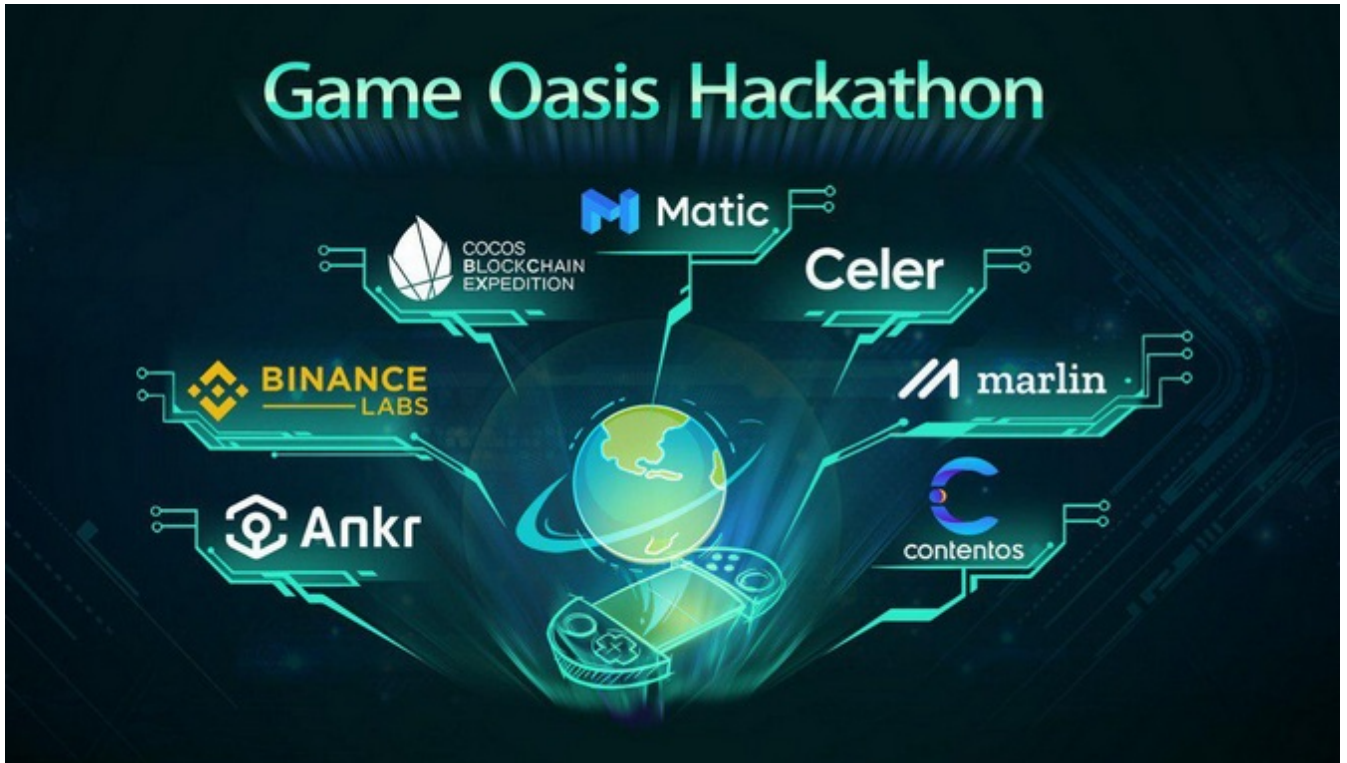 Game Oasis Hackathon
Matic
COCOS
BLOCKCHAIN
EXPEDITION
Celer
BINANCE
LABS
marlin
Ankr
contentos